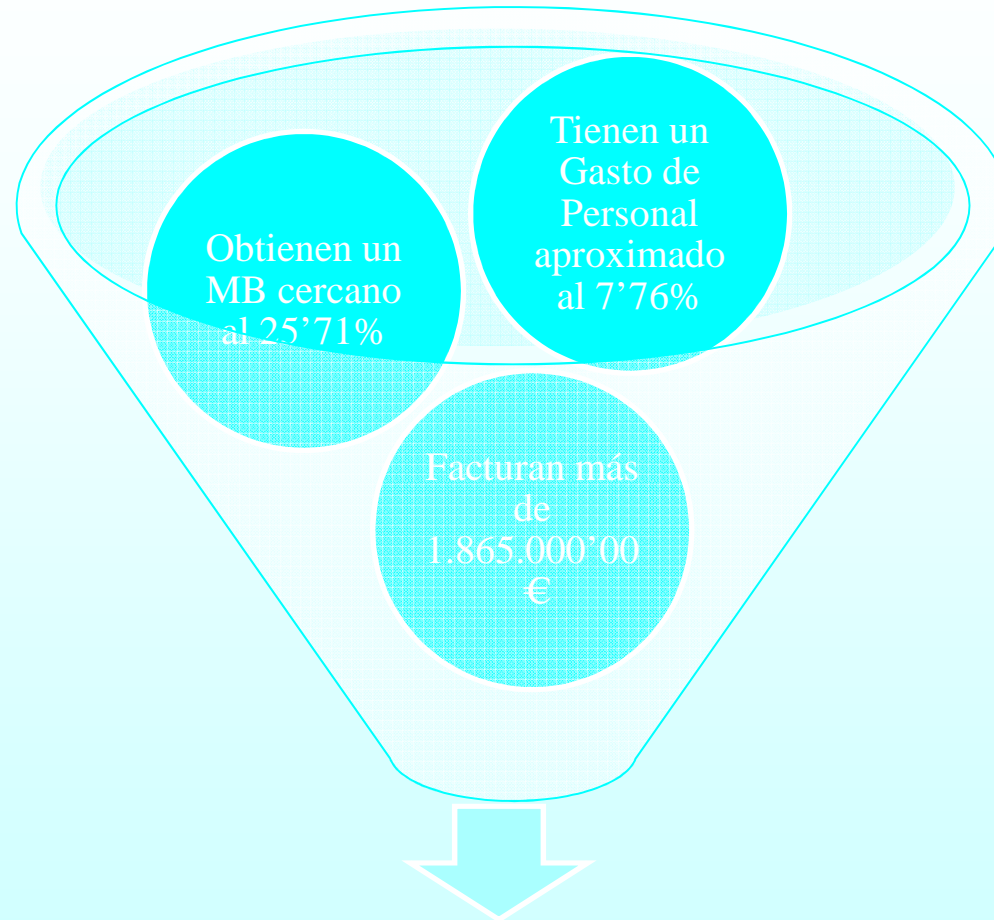 Tienen un
Gasto de
Personal
aproximado
al 7’76%
Obtienen un
MB cercano
al 25’71%
Facturan más
de
1.865.000’00
€